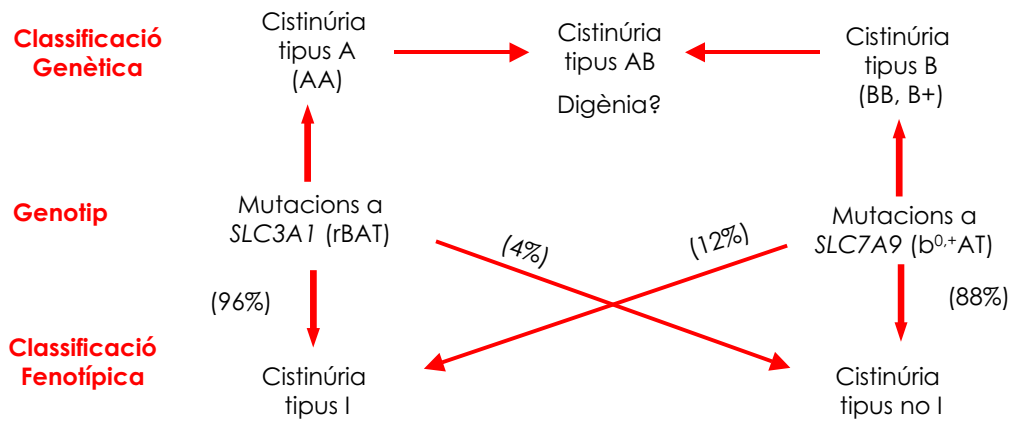 Classificació
Genètica
Cistinúria
tipus A
(AA)
Cistinúria
tipus AB
Digènia?
Cistinúria
tipus B
(BB, B+)
Genotip
Mutacions a
SLC3A1 (rBAT)
(4%)
(12%)
Mutacions a
SLC7A9 (b⁰,⁺AT)
(96%)
(88%)
Classificació
Fenotípica
Cistinúria
tipus I
Cistinúria
tipus no I